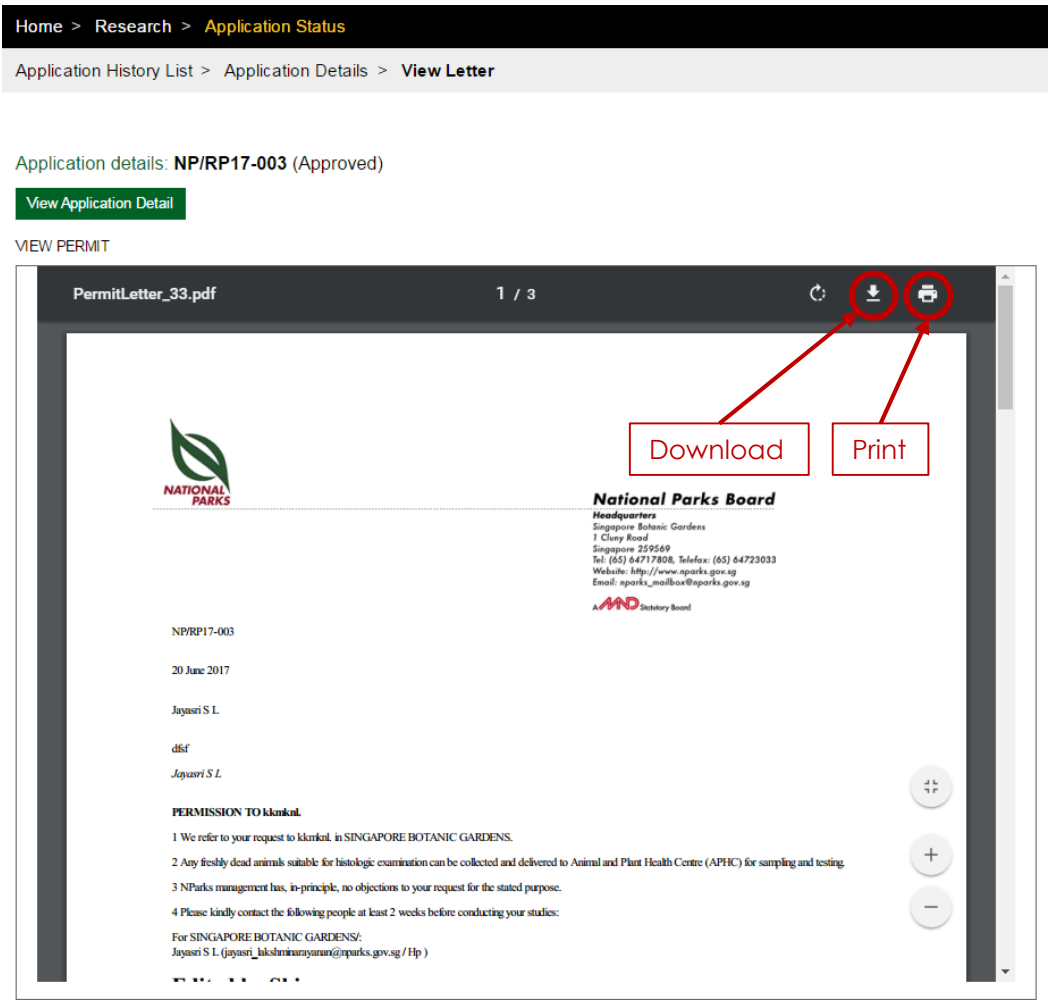 Home > Research > Application Status
Application History List > Application Details > View Letter
Application details: NP/RP17-003 (Approved)
View Application Detail
VIEW PERMIT
PermitLetter_33.pdf 1 / 3
Download Print
NATIONAL
PARKS
National Parks Board
Headquarters
Singapore Botanic Gardens
1 Cluny Road
Singapore 259569
Tel: (65) 64717808, Telefax: (65) 64723033
Website: http://www.nparks.gov.sg
Email: nparks_mailbox@nparks.gov.sg
A MND Statutory Board
NP/RP17-003
20 June 2017
Jayasri S L
dfsf
Jayasri S L
PERMISSION TO kkmknl.
1 We refer to your request to kkmknl. in SINGAPORE BOTANIC GARDENS.
2 Any freshly dead animals suitable for histologic examination can be collected and delivered to Animal and Plant Health Centre (APHC) for sampling and testing.
3 NParks management has, in-principle, no objections to your request for the stated purpose.
4 Please kindly contact the following people at least 2 weeks before conducting your studies:
For SINGAPORE BOTANIC GARDENS/:
Jayasri S L (jayasri_lakshminarayanan@nparks.gov.sg / Hp )